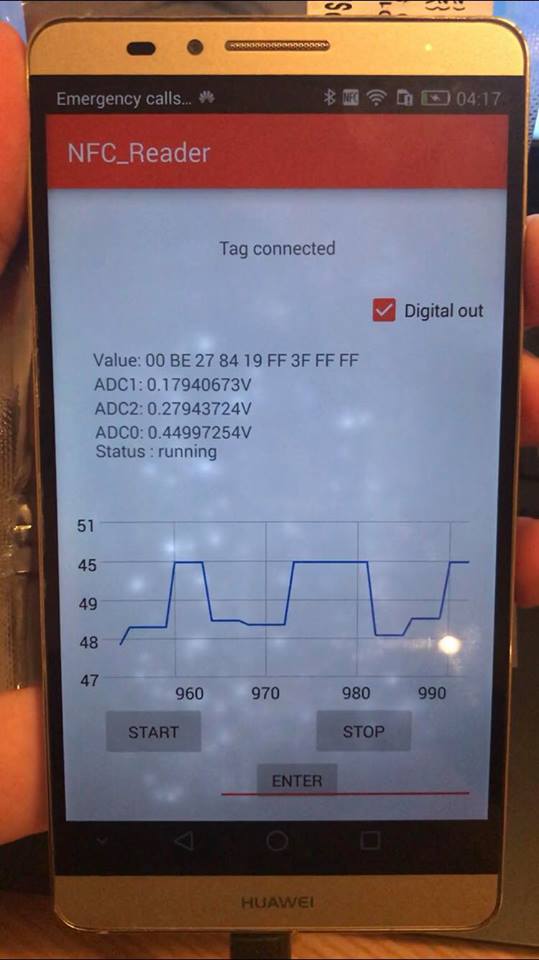 Emergency calls... NFC 04:17
NFC_Reader
Tag connected
Digital out
Value: 00 BE 27 84 19 FF 3F FF FF
ADC1: 0.17940673V
ADC2: 0.27943724V
ADC0: 0.44997254V
Status : running
51
45
49
48
47
960 970 980 990
START STOP
ENTER
HUAWEI